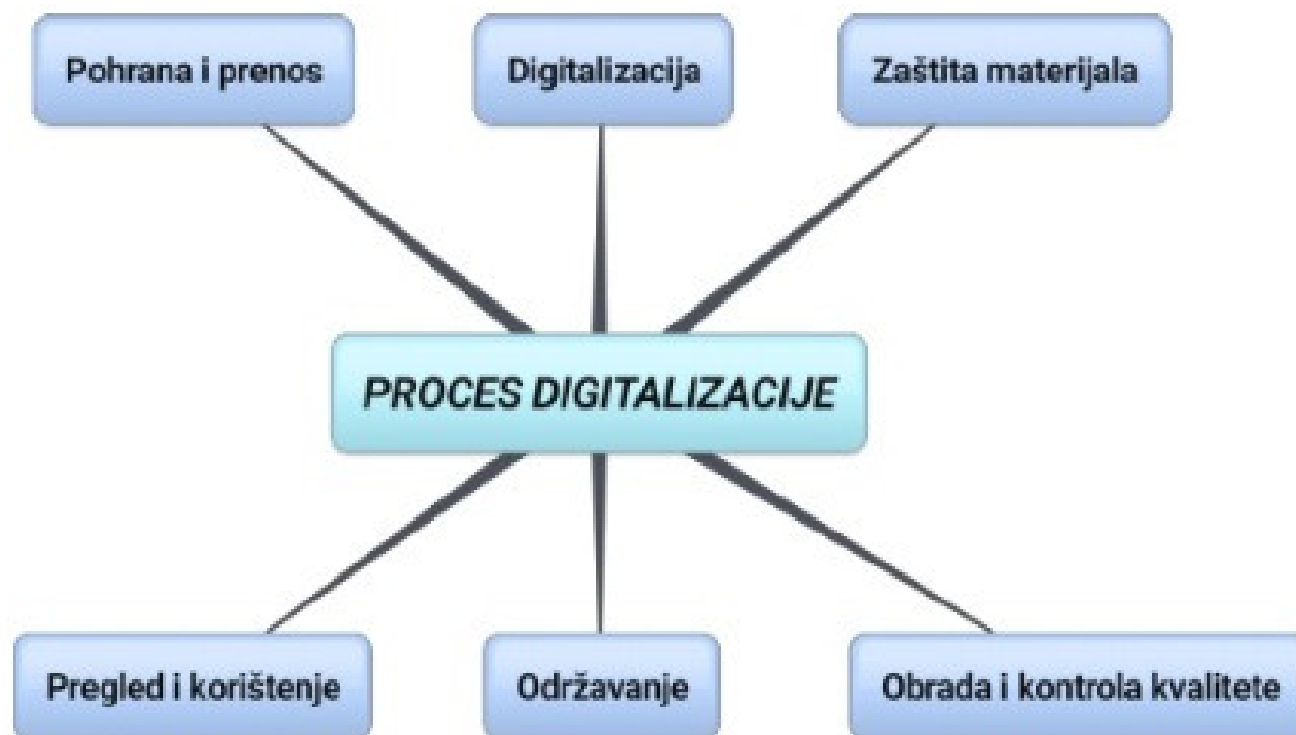 Pohrana i prenos
Digitalizacija
Zaštita materijala
PROCES DIGITALIZACIJE
Pregled i korištenje
Održavanje
Obrada i kontrola kvalitete